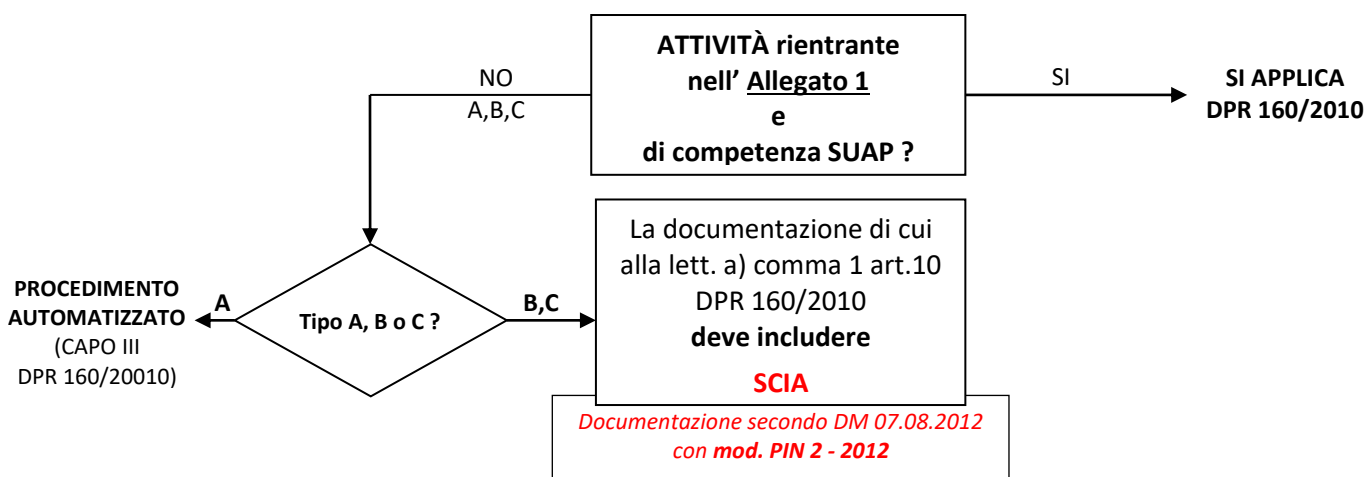 ATTIVITÀ rientrante
nell' Allegato 1
e
di competenza SUAP ?
NO
A,B,C
SI
SI APPLICA
DPR 160/2010
La documentazione di cui
alla lett. a) comma 1 art.10
DPR 160/2010
deve includere
SCIA
Documentazione secondo DM 07.08.2012
con mod. PIN 2 - 2012
Tipo A, B o C ?
A
B,C
PROCEDIMENTO
AUTOMATIZZATO
(CAPO III
DPR 160/20010)